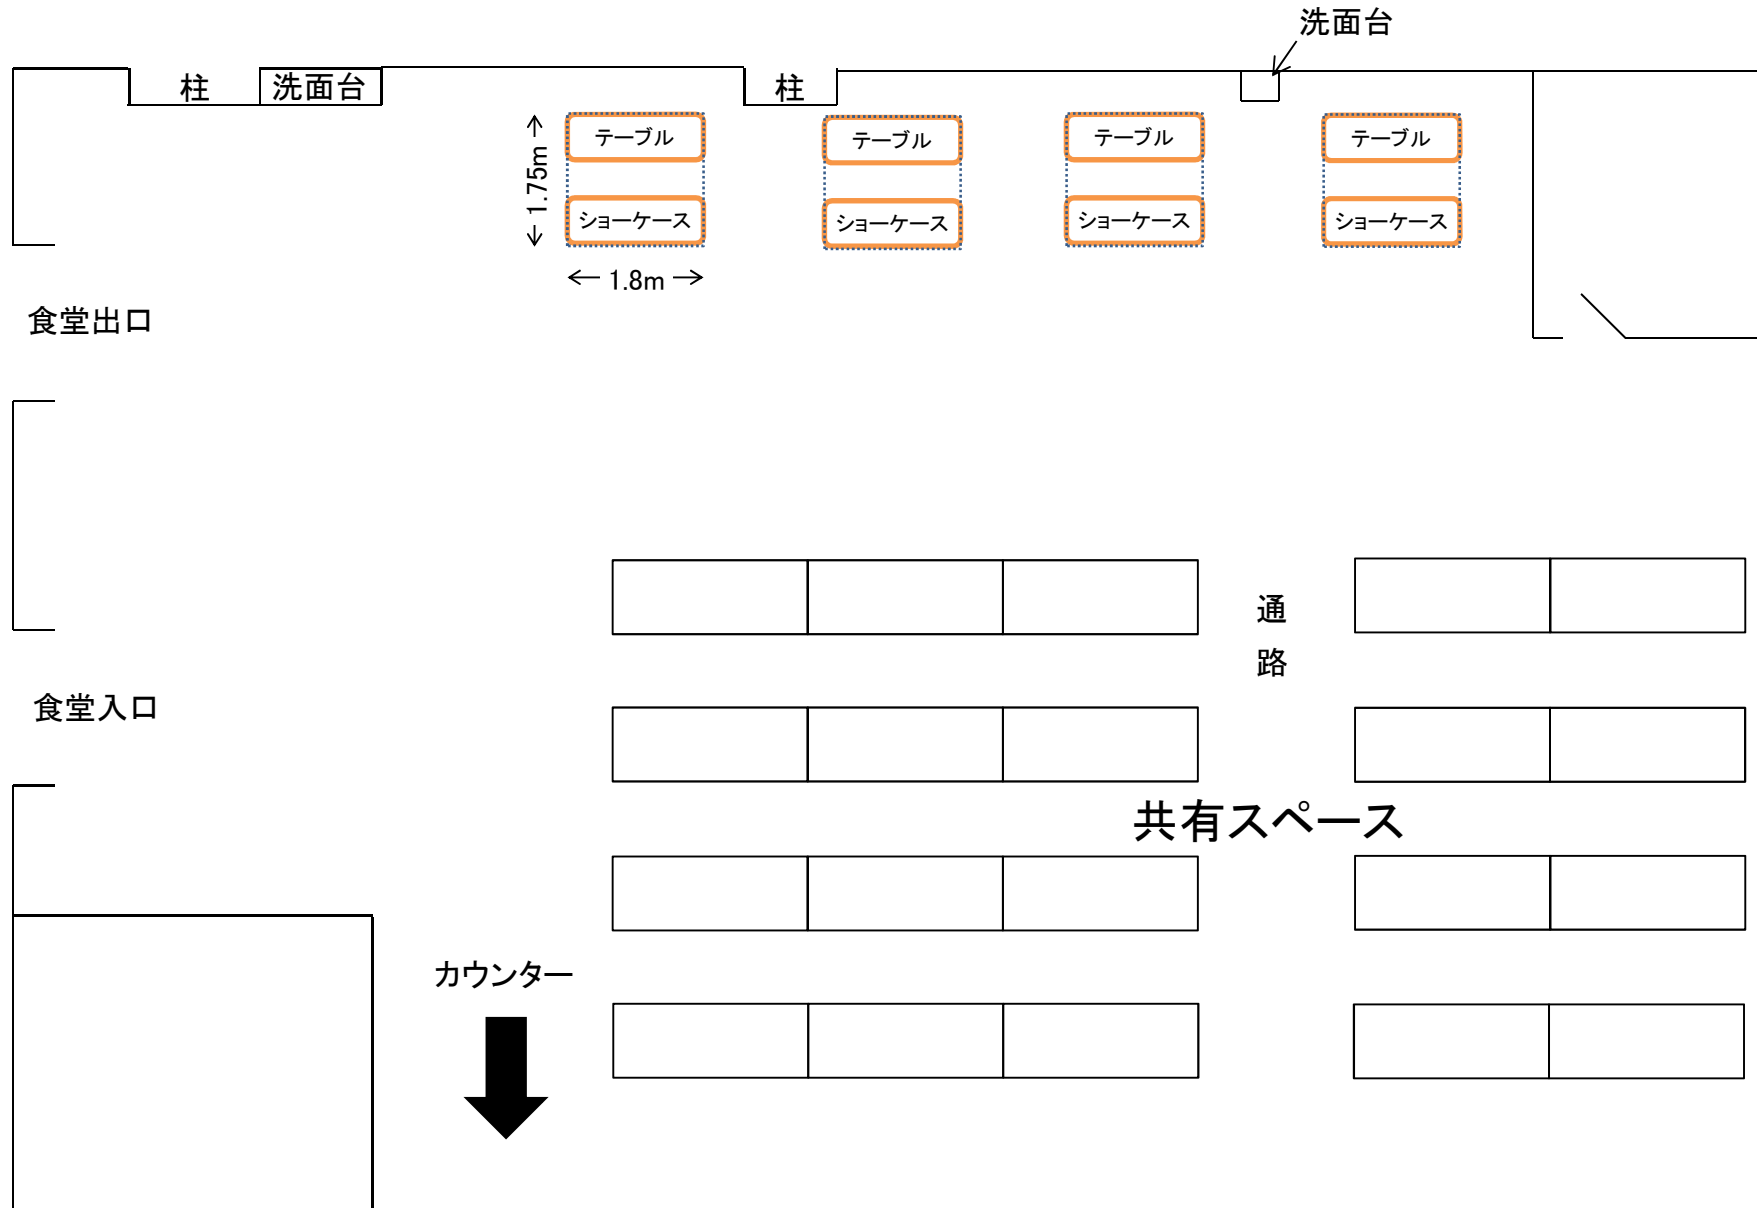 洗面台
柱
洗面台
柱
テーブル
テーブル
テーブル
テーブル
1.75m
ショーケース
ショーケース
ショーケース
ショーケース
1.8m
食堂出口
通
路
食堂入口
共有スペース
カウンター